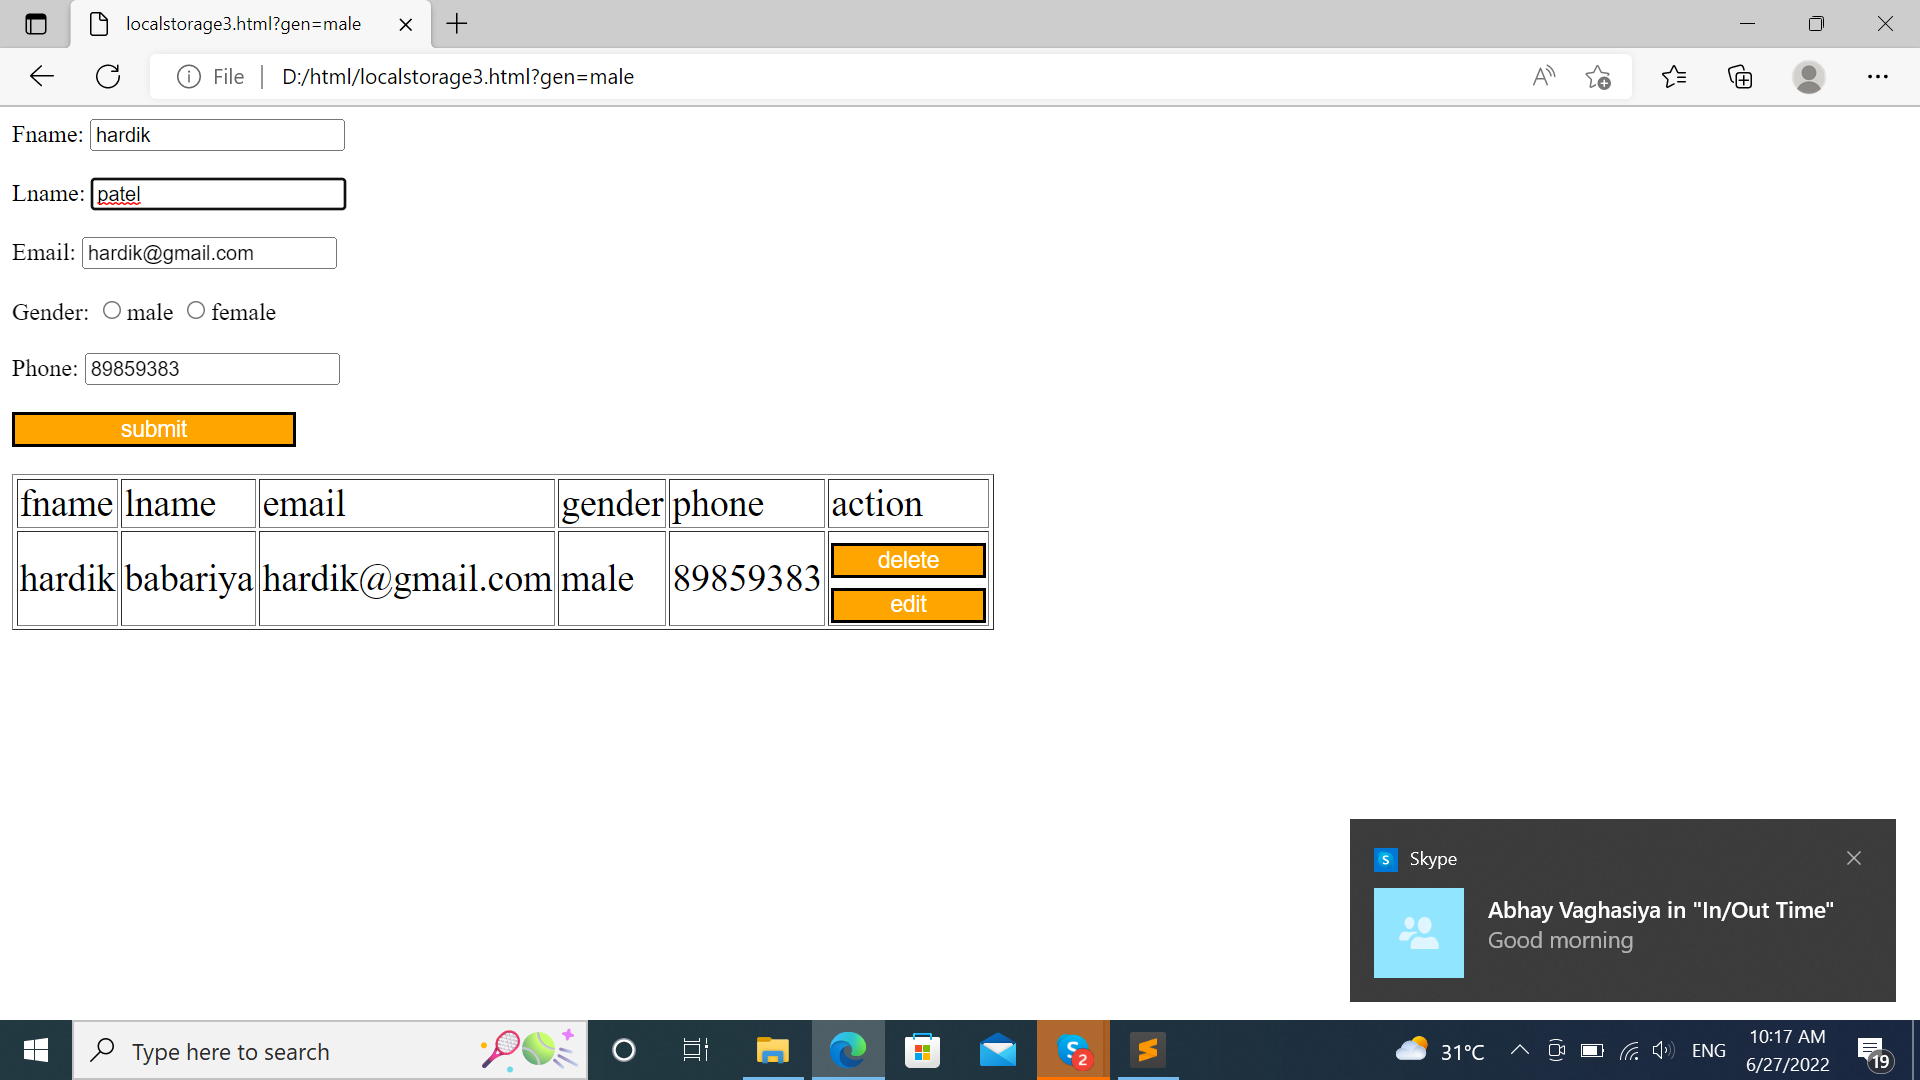 localstorage3.html?gen=male
File D:/html/localstorage3.html?gen=male
Fname: hardik
Lname: patel
Email: hardik@gmail.com
Gender: male female
Phone: 89859383
submit
fname lname email gender phone action
hardik babariya hardik@gmail.com male 89859383 delete
edit
Skype
Abhay Vaghasiya in "In/Out Time"
Good morning
Type here to search
S 2
31°C
ENG
10:17 AM
6/27/2022
19